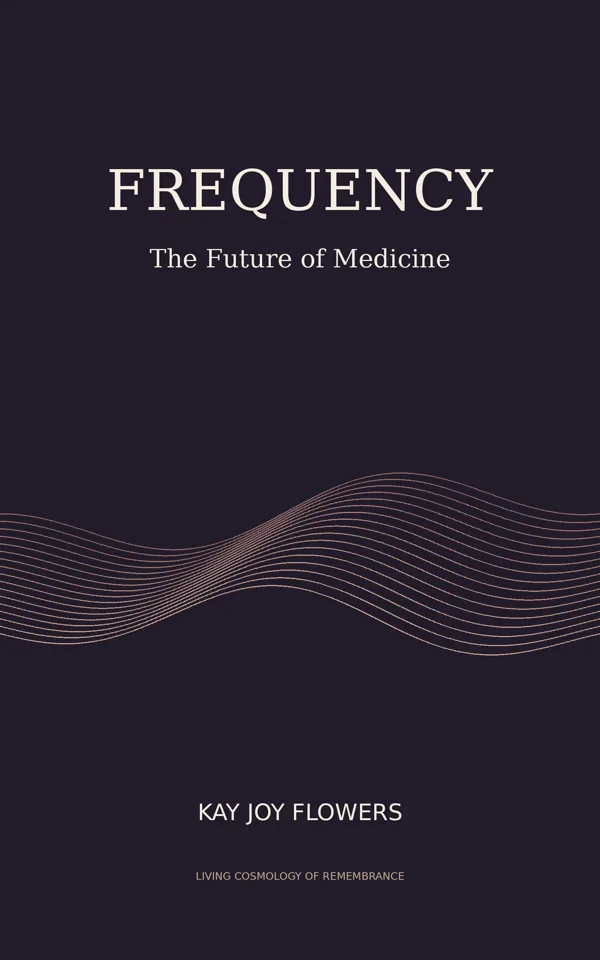 FREQUENCY
The Future of Medicine
KAY JOY FLOWERS
LIVING COSMOLOGY OF REMEMBRANCE